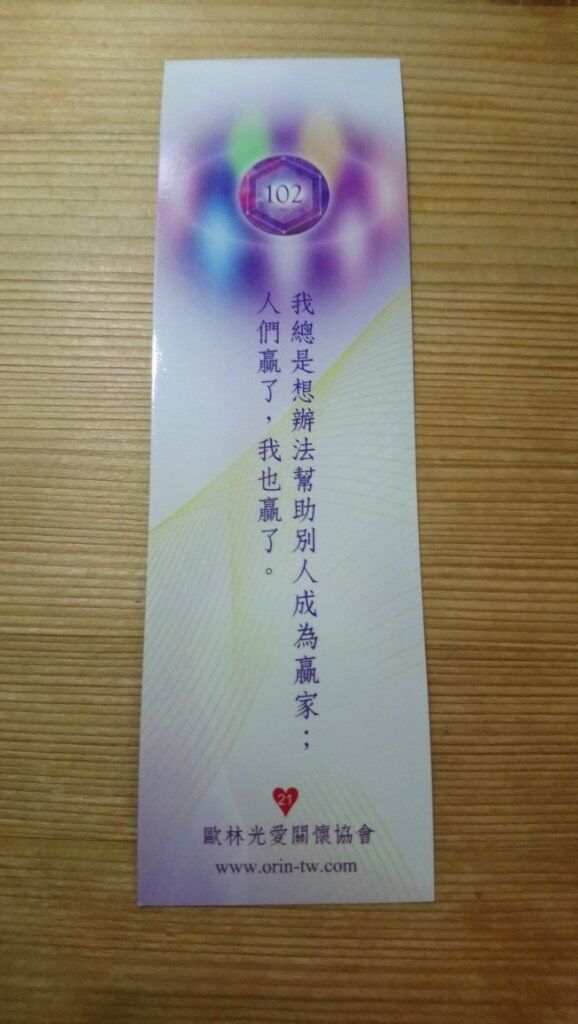 102
我總是想辦法幫助別人成為贏家；
人們贏了，我也贏了。
21
歐林光愛關懷協會
www.orin-tw.com